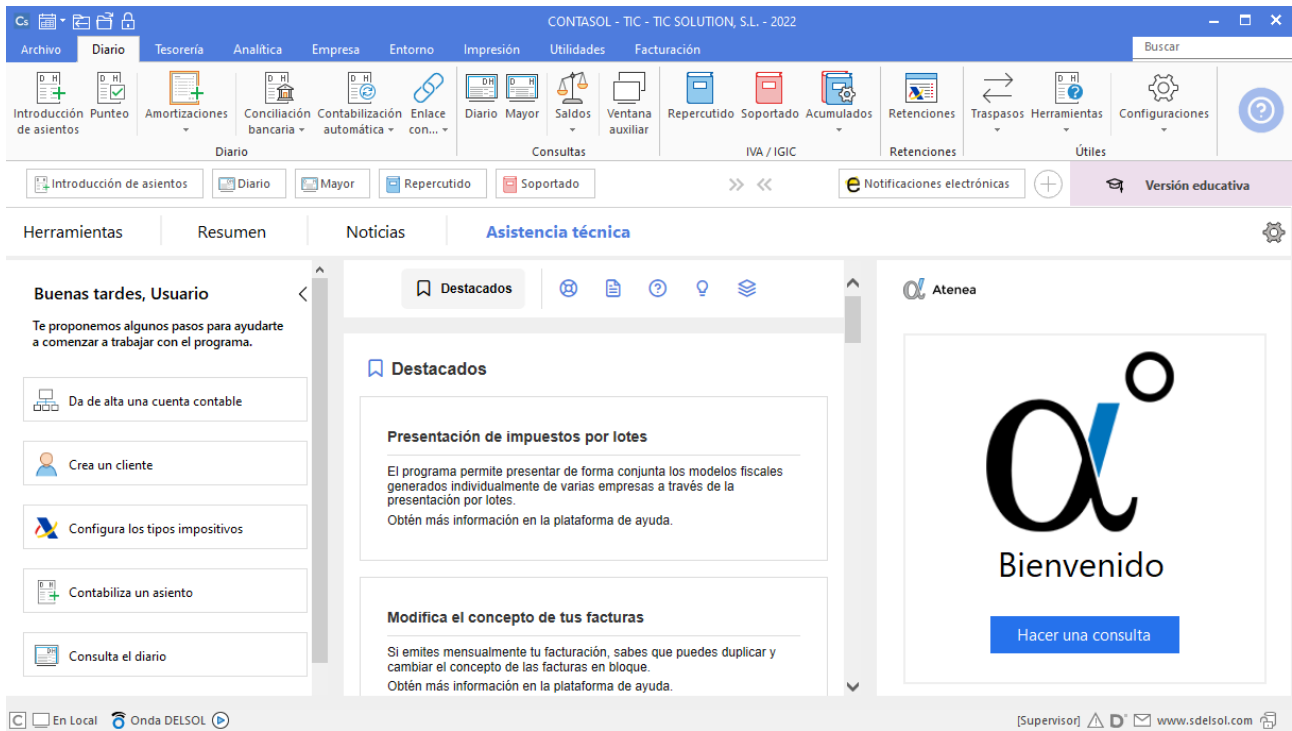 Cs
CONTASOL - TIC - TIC SOLUTION, S.L. - 2022
Archivo Diario Tesorería Analítica Empresa Entorno Impresión Utilidades Facturación Buscar
Introducción de asientos
Punteo
Amortizaciones
Conciliación bancaria
Contabilización automática
Enlace con...
Diario
Mayor
Saldos
Ventana auxiliar
Repercutido
Soportado
Acumulados
Retenciones
Traspasos
Herramientas
Configuraciones
Diario Consultas IVA / IGIC Retenciones Útiles
Introducción de asientos Diario Mayor Repercutido Soportado Notificaciones electrónicas Versión educativa
Herramientas Resumen Noticias Asistencia técnica
Buenas tardes, Usuario
Te proponemos algunos pasos para ayudarte
a comenzar a trabajar con el programa.
Da de alta una cuenta contable
Crea un cliente
Configura los tipos impositivos
Contabiliza un asiento
Consulta el diario
Destacados
Destacados
Presentación de impuestos por lotes
El programa permite presentar de forma conjunta los modelos fiscales
generados individualmente de varias empresas a través de la
presentación por lotes.
Obtén más información en la plataforma de ayuda.
Modifica el concepto de tus facturas
Si emites mensualmente tu facturación, sabes que puedes duplicar y
cambiar el concepto de las facturas en bloque.
Obtén más información en la plataforma de ayuda.
Atenea
Bienvenido
Hacer una consulta
C En Local Onda DELSOL [Supervisor] D www.sdelsol.com